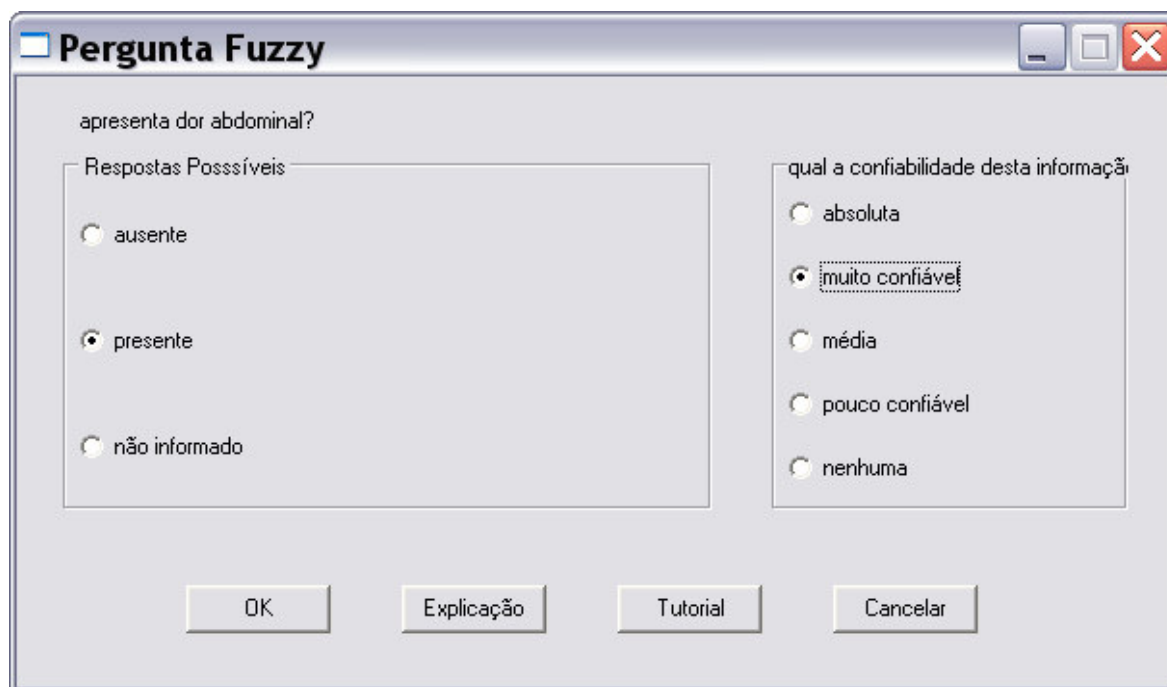 Pergunta Fuzzy
apresenta dor abdominal?
Respostas Posssíveis
ausente
presente
não informado
qual a confiabilidade desta informaçã
absoluta
muito confiável
média
pouco confiável
nenhuma
OK
Explicação
Tutorial
Cancelar